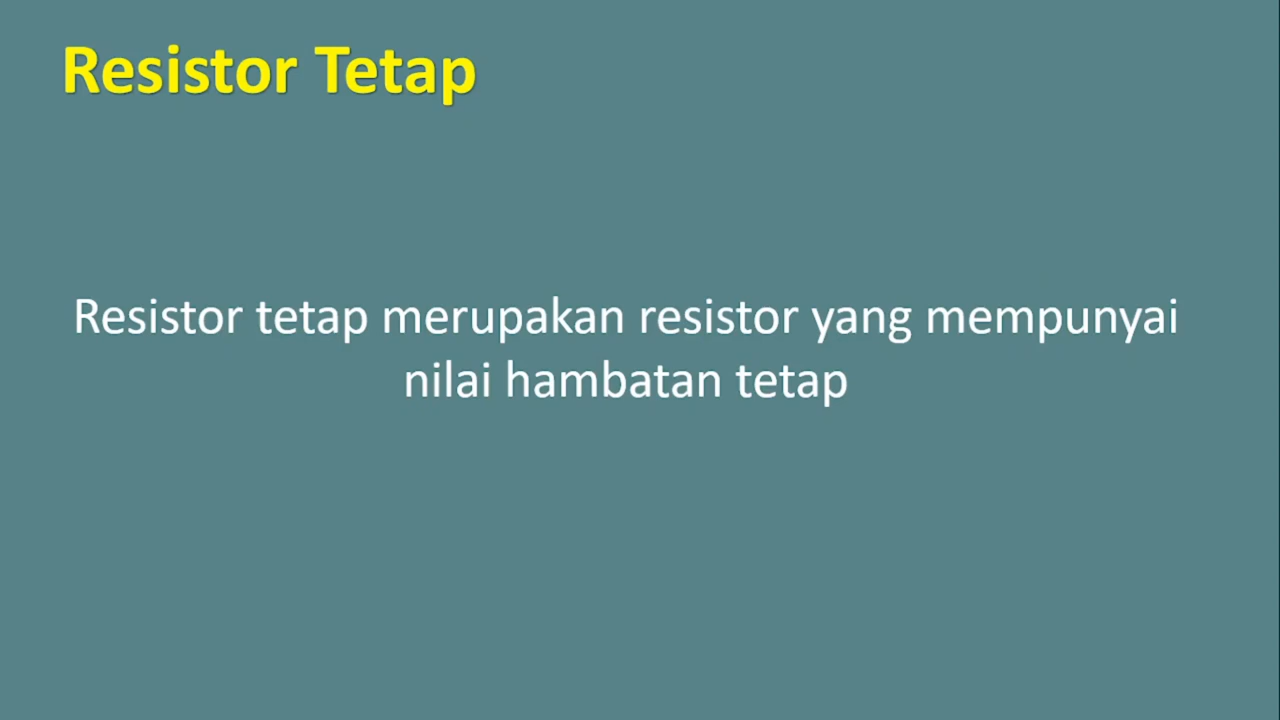 Resistor Tetap
Resistor tetap merupakan resistor yang mempunyai
nilai hambatan tetap